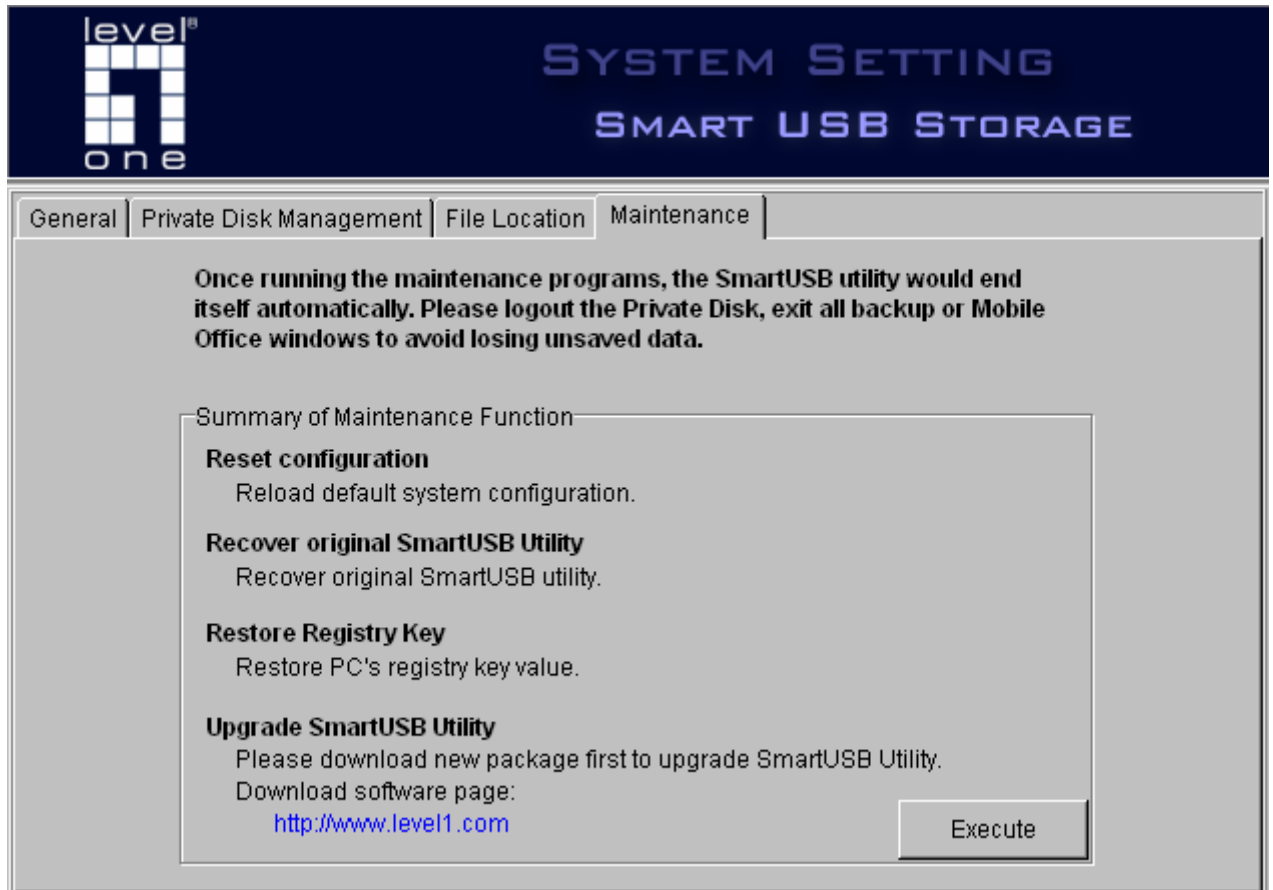 level®
one
SYSTEM SETTING
SMART USB STORAGE
General
Private Disk Management
File Location
Maintenance
Once running the maintenance programs, the SmartUSB utility would end
itself automatically. Please logout the Private Disk, exit all backup or Mobile
Office windows to avoid losing unsaved data.
Summary of Maintenance Function
Reset configuration
Reload default system configuration.
Recover original SmartUSB Utility
Recover original SmartUSB utility.
Restore Registry Key
Restore PC's registry key value.
Upgrade SmartUSB Utility
Please download new package first to upgrade SmartUSB Utility.
Download software page:
http://www.level1.com
Execute